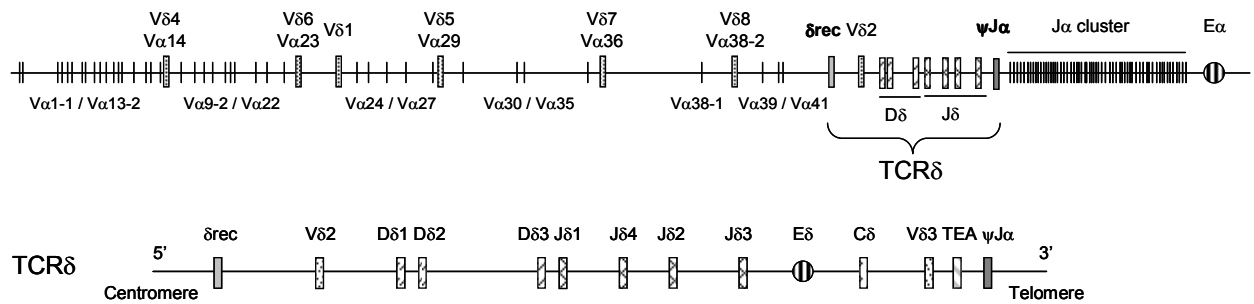 Vδ4 Vδ6 Vδ1 Vδ5 Vδ7 Vδ8
Vα14 Vα23 Vα29 Vα36 Vα38-2 δrec Vδ2 ψJα Jα cluster Eα
Vα1-1 / Vα13-2 Vα9-2 / Vα22 Vα24 / Vα27 Vα30 / Vα35 Vα38-1 Vα39 / Vα41
Dδ Jδ
TCRδ
δrec Vδ2 Dδ1 Dδ2 Dδ3 Jδ1 Jδ4 Jδ2 Jδ3 Eδ Cδ Vδ3 TEA ψJα
5’ 3’
TCRδ
Centromere Telomere